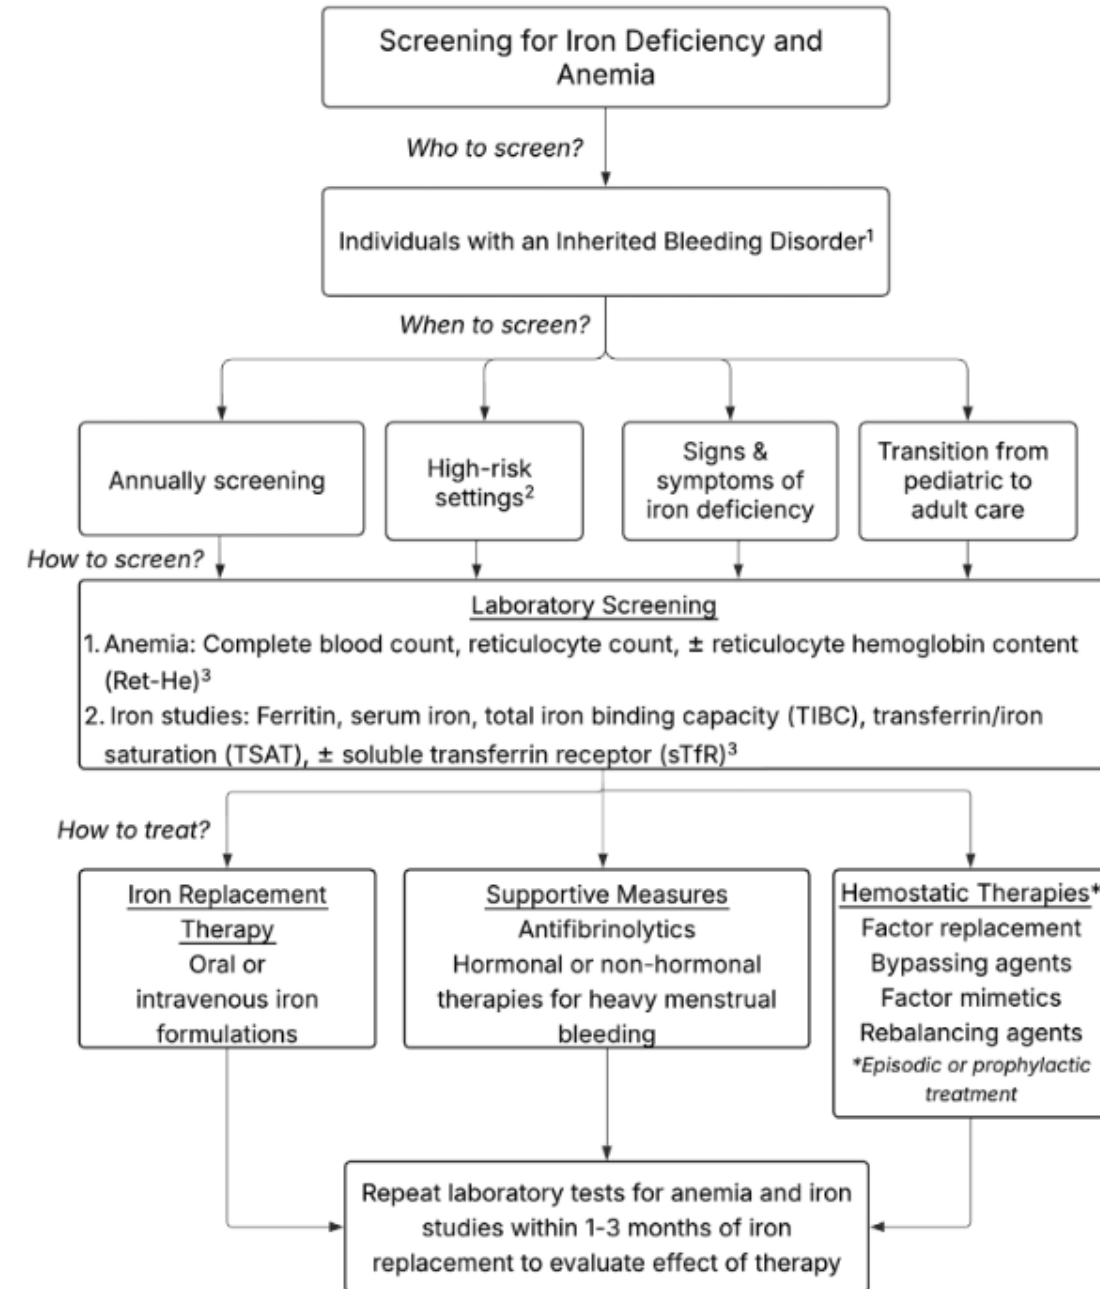 Screening for Iron Deficiency and
Anemia
Who to screen?
Individuals with an Inherited Bleeding Disorder¹
When to screen?
Annually screening
High-risk
settings²
Signs &
symptoms of
iron deficiency
Transition from
pediatric to
adult care
How to screen?
Laboratory Screening
1. Anemia: Complete blood count, reticulocyte count, ± reticulocyte hemoglobin content
(Ret-He)³
2. Iron studies: Ferritin, serum iron, total iron binding capacity (TIBC), transferrin/iron
saturation (TSAT), ± soluble transferrin receptor (sTfR)³
How to treat?
Iron Replacement
Therapy
Oral or
intravenous iron
formulations
Supportive Measures
Antifibrinolytics
Hormonal or non-hormonal
therapies for heavy menstrual
bleeding
Hemostatic Therapies*
Factor replacement
Bypassing agents
Factor mimetics
Rebalancing agents
*Episodic or prophylactic
treatment
Repeat laboratory tests for anemia and iron
studies within 1-3 months of iron
replacement to evaluate effect of therapy